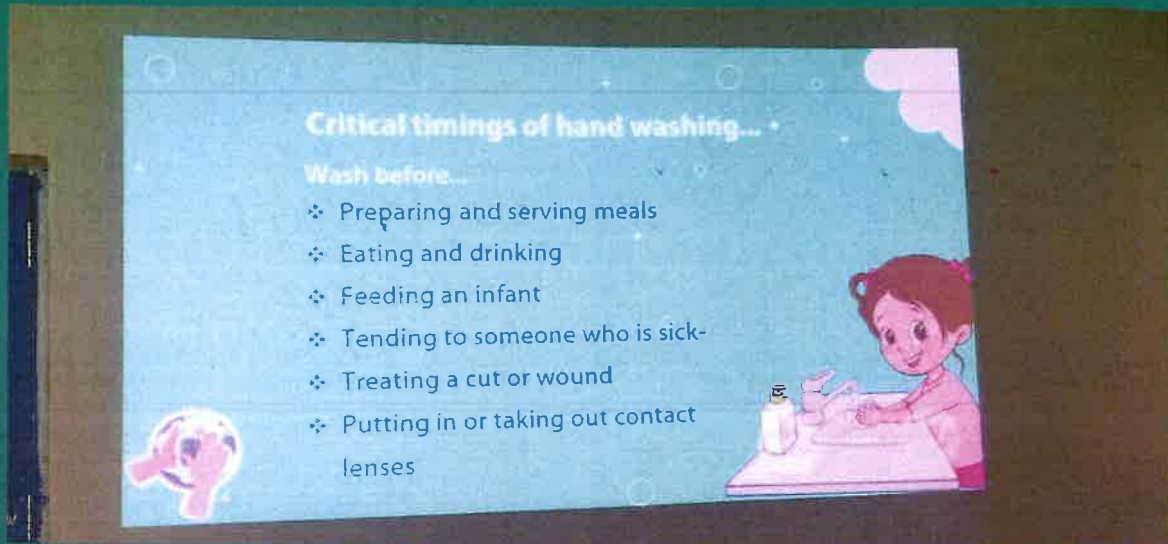 Critical timings of hand washing...
Wash before...
Preparing and serving meals
Eating and drinking
Feeding an infant
Tending to someone who is sick-
Treating a cut or wound
Putting in or taking out contact
lenses